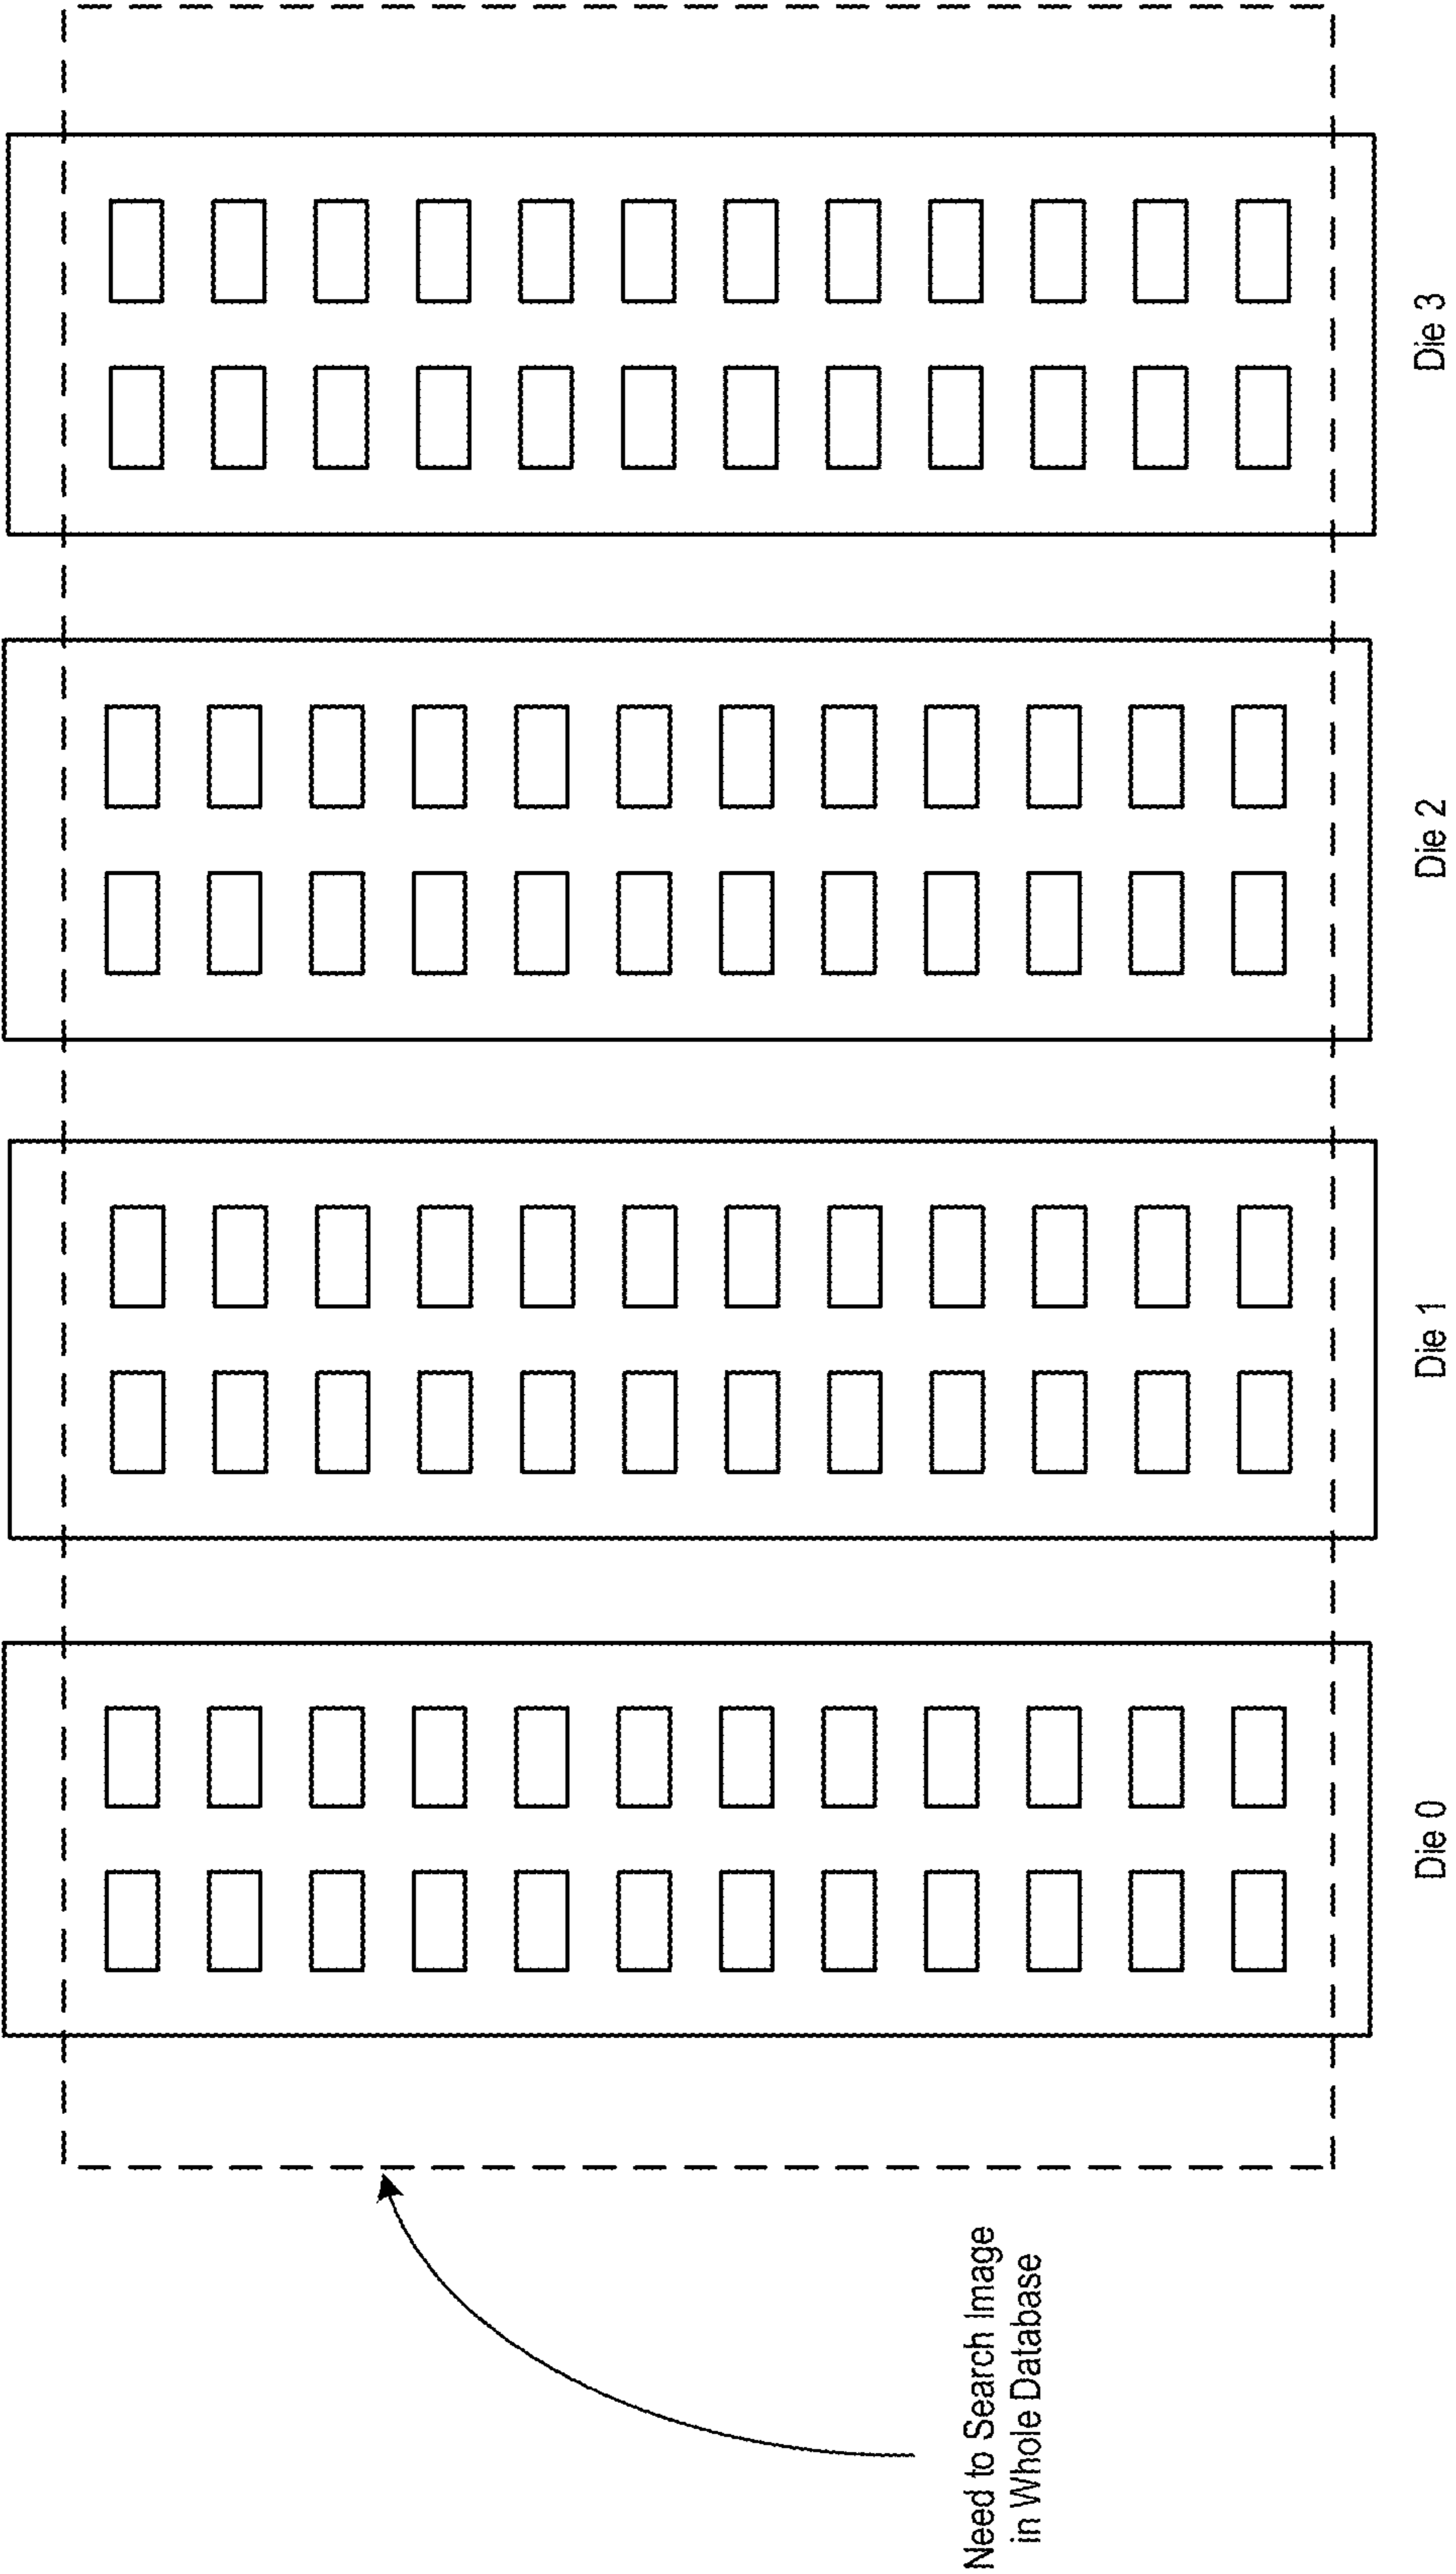 Need to Search Image
in Whole Database
Die 0
Die 1
Die 2
Die 3